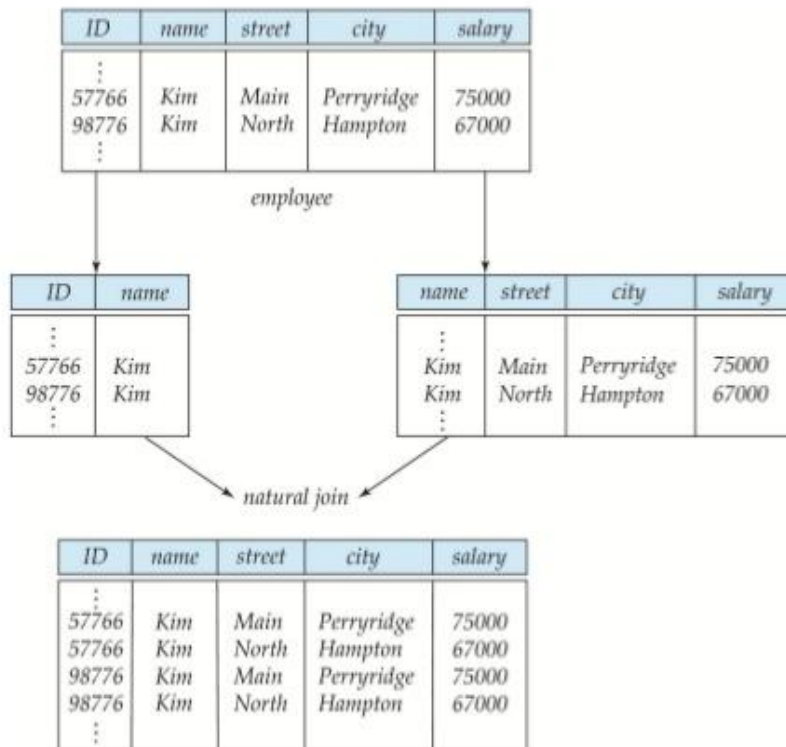 ID name street city salary
⋮
57766 Kim Main Perryridge 75000
98776 Kim North Hampton 67000
⋮
employee
ID name
⋮
57766 Kim
98776 Kim
⋮
name street city salary
⋮
Kim Main Perryridge 75000
Kim North Hampton 67000
⋮
natural join
ID name street city salary
⋮
57766 Kim Main Perryridge 75000
57766 Kim North Hampton 67000
98776 Kim Main Perryridge 75000
98776 Kim North Hampton 67000
⋮